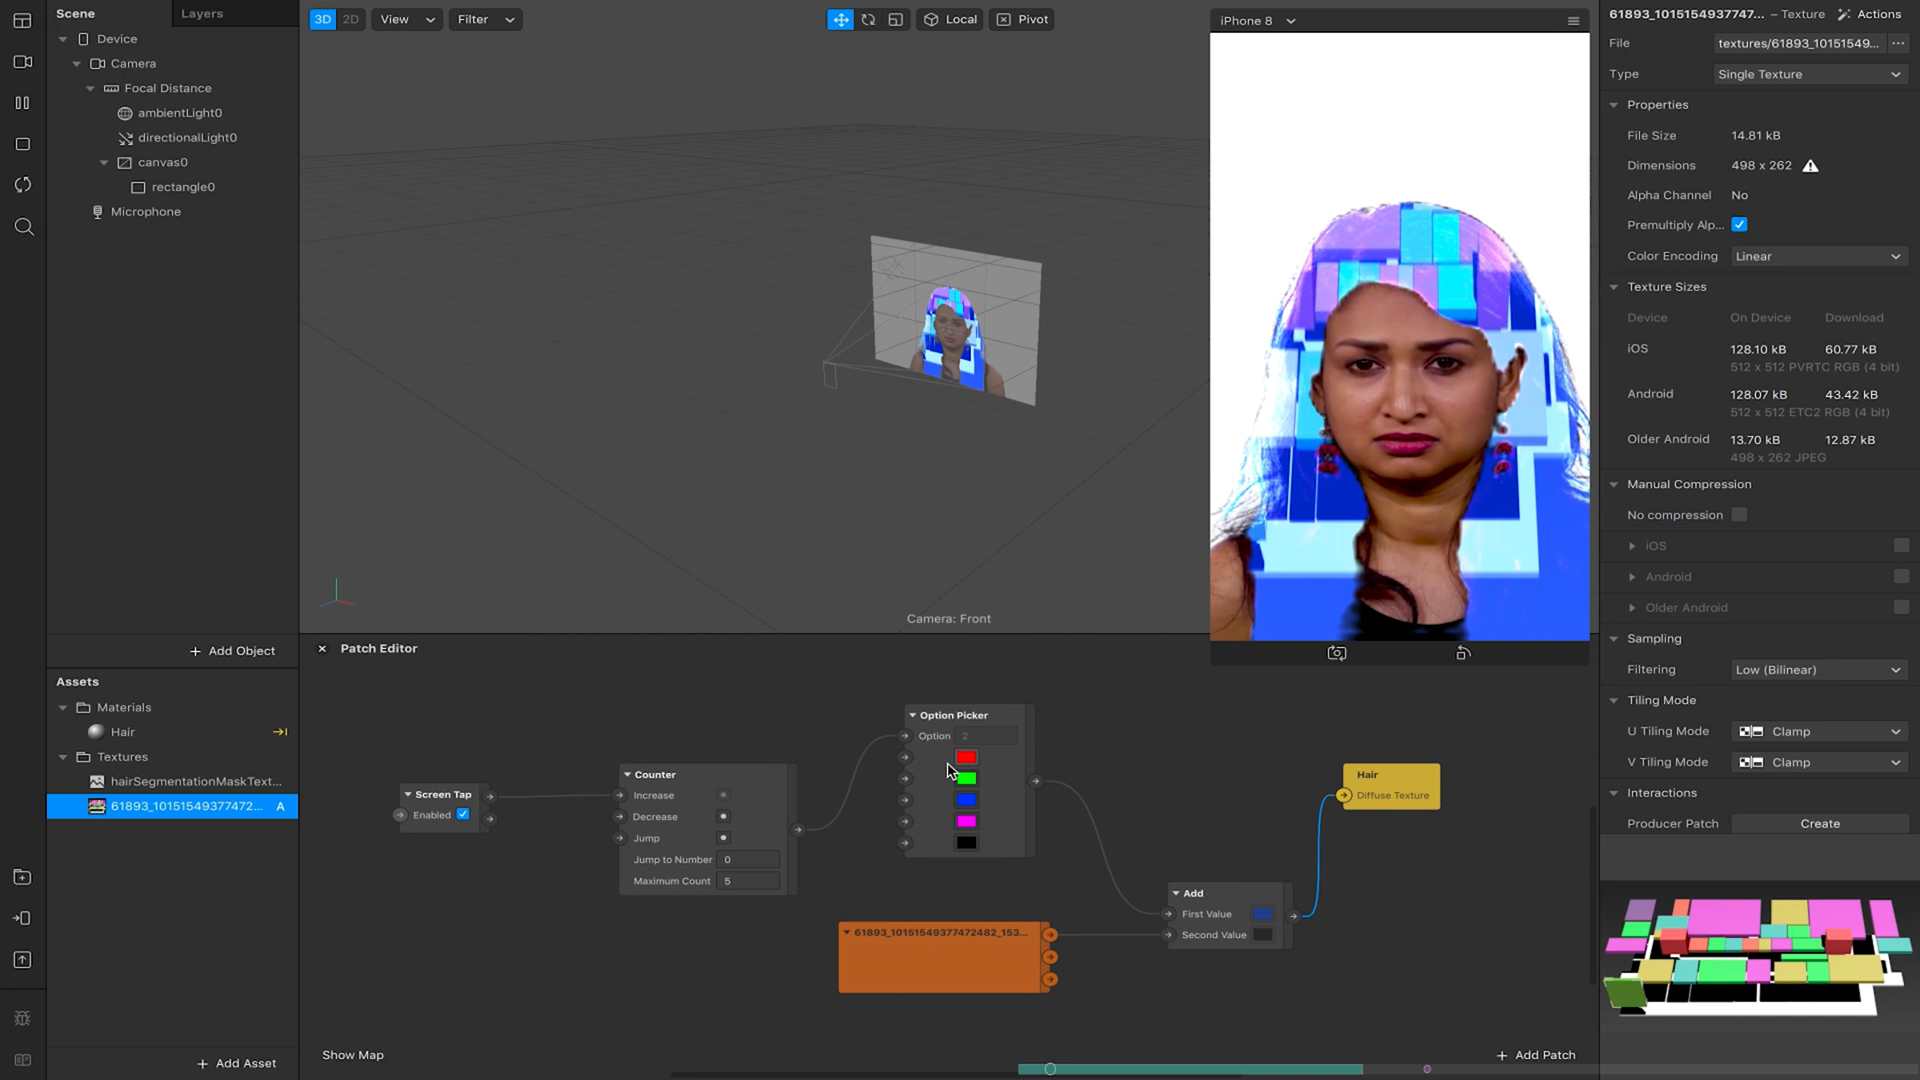 Scene
Layers
Device
Camera
Focal Distance
ambientLight0
directionalLight0
canvas0
rectangle0
Microphone
+ Add Object
Assets
Materials
Hair
Textures
hairSegmentationMaskText...
61893_10151549377472... A
+ Add Asset
3D 2D View Filter
Local Pivot
Camera: Front
iPhone 8
Patch Editor
Screen Tap
Enabled
Counter
Increase
Decrease
Jump
Jump to Number 0
Maximum Count 5
Option Picker
Option 2
61893_10151549377472482_153...
Add
First Value
Second Value
Hair
Diffuse Texture
Show Map
+ Add Patch
61893_1015154937747... – Texture Actions
File textures/61893_10151549... ...
Type Single Texture
Properties
File Size 14.81 kB
Dimensions 498 x 262
Alpha Channel No
Premultiply Alp...
Color Encoding Linear
Texture Sizes
Device On Device Download
iOS 128.10 kB 60.77 kB
512 x 512 PVRTC RGB (4 bit)
Android 128.07 kB 43.42 kB
512 x 512 ETC2 RGB (4 bit)
Older Android 13.70 kB 12.87 kB
498 x 262 JPEG
Manual Compression
No compression
iOS
Android
Older Android
Sampling
Filtering Low (Bilinear)
Tiling Mode
U Tiling Mode Clamp
V Tiling Mode Clamp
Interactions
Producer Patch Create